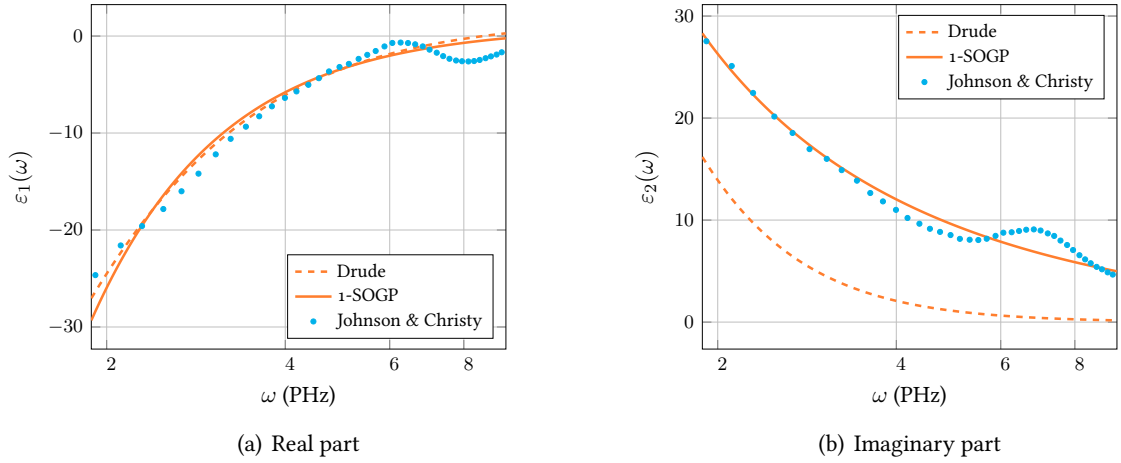 0
−10
−20
−30
2
4
6
8
ε₁(ω)
ω (PHz)
Drude
1-SOGP
Johnson & Christy
(a) Real part
30
20
10
0
2
4
6
8
ε₂(ω)
ω (PHz)
Drude
1-SOGP
Johnson & Christy
(b) Imaginary part